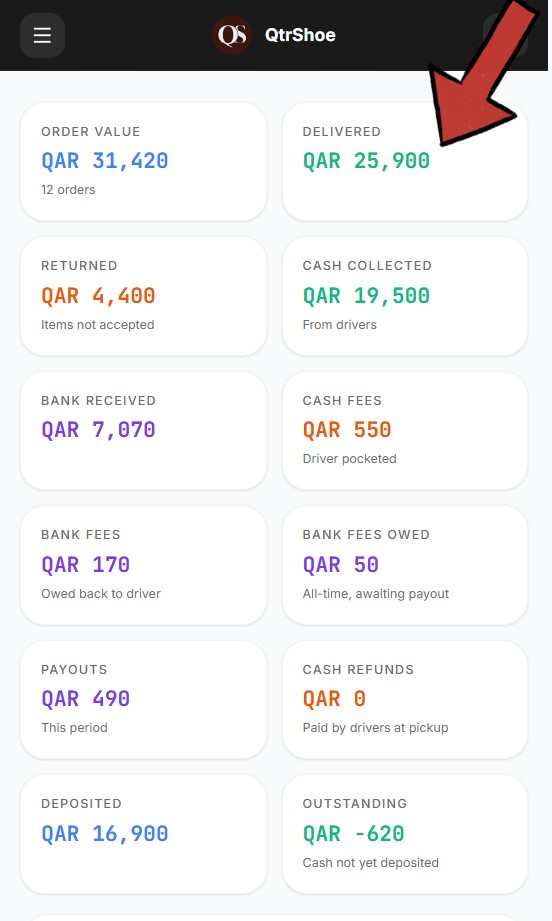 QS QtrShoe
ORDER VALUE
QAR 31,420
12 orders
DELIVERED
QAR 25,900
RETURNED
QAR 4,400
Items not accepted
CASH COLLECTED
QAR 19,500
From drivers
BANK RECEIVED
QAR 7,070
CASH FEES
QAR 550
Driver pocketed
BANK FEES
QAR 170
Owed back to driver
BANK FEES OWED
QAR 50
All-time, awaiting payout
PAYOUTS
QAR 490
This period
CASH REFUNDS
QAR 0
Paid by drivers at pickup
DEPOSITED
QAR 16,900
OUTSTANDING
QAR -620
Cash not yet deposited